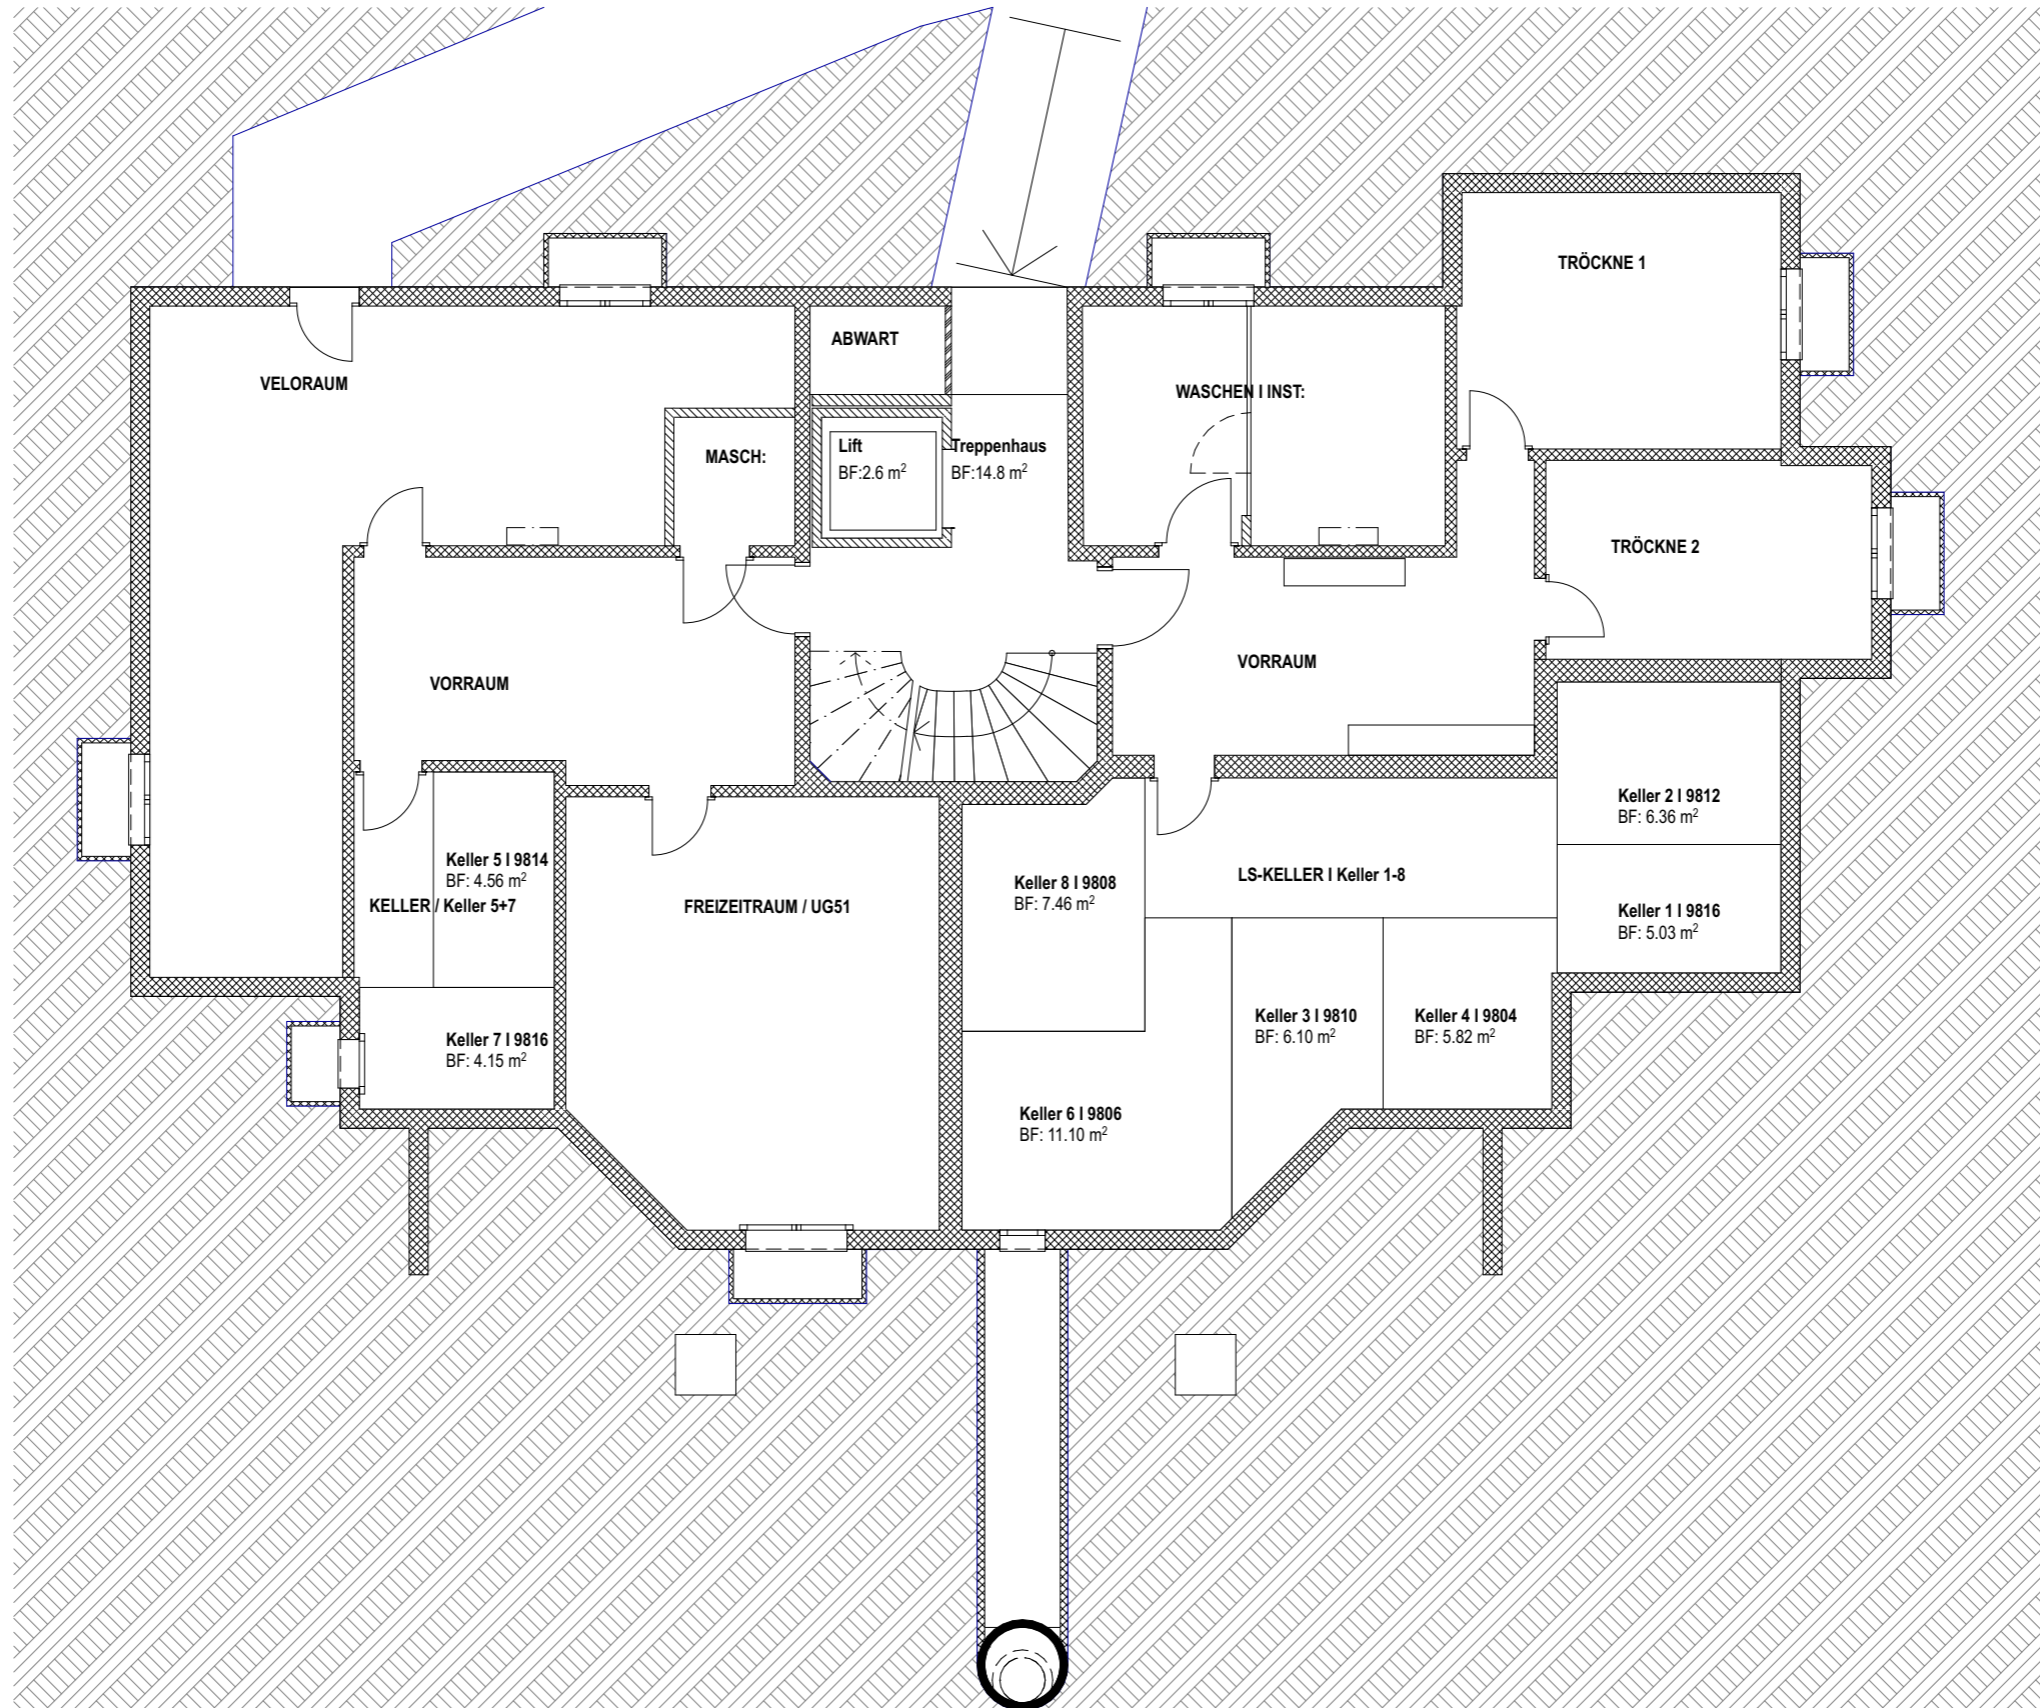 TRÖCKNE 1
ABWART
VELORAUM
WASCHEN I INST:
MASCH:
Lift
BF:2.6 m²
Treppenhaus
BF:14.8 m²
TRÖCKNE 2
VORRAUM
VORRAUM
Keller 2 I 9812
BF: 6.36 m²
Keller 5 I 9814
BF: 4.56 m²
KELLER / Keller 5+7
FREIZEITRAUM / UG51
Keller 8 I 9808
BF: 7.46 m²
LS-KELLER I Keller 1-8
Keller 1 I 9816
BF: 5.03 m²
Keller 7 I 9816
BF: 4.15 m²
Keller 3 I 9810
BF: 6.10 m²
Keller 4 I 9804
BF: 5.82 m²
Keller 6 I 9806
BF: 11.10 m²